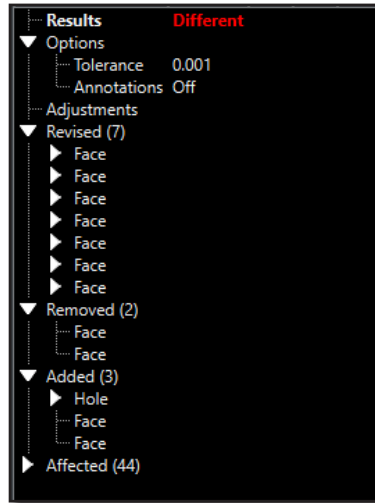 Results Different
Options
Tolerance 0.001
Annotations Off
Adjustments
Revised (7)
Face
Face
Face
Face
Face
Face
Face
Removed (2)
Face
Face
Added (3)
Hole
Face
Face
Affected (44)